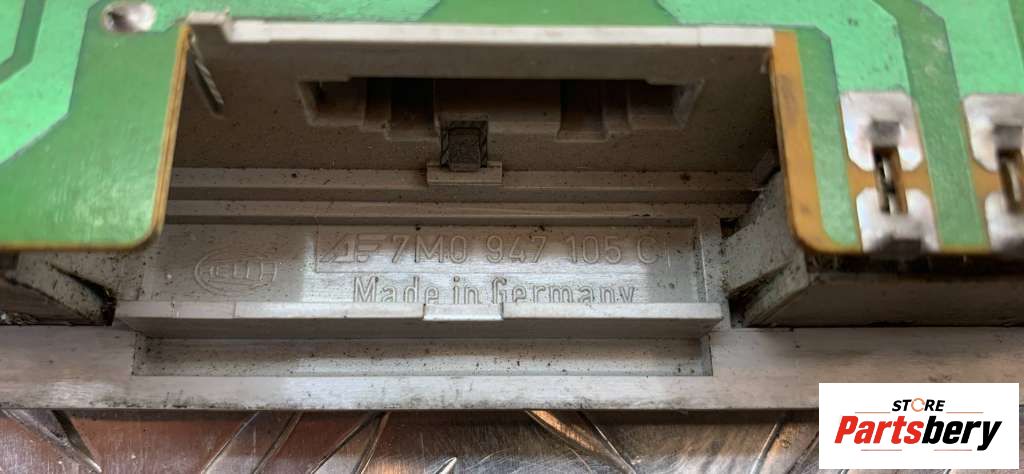 7M0 947 105 C
Made in Germany
STORE
Partsbery